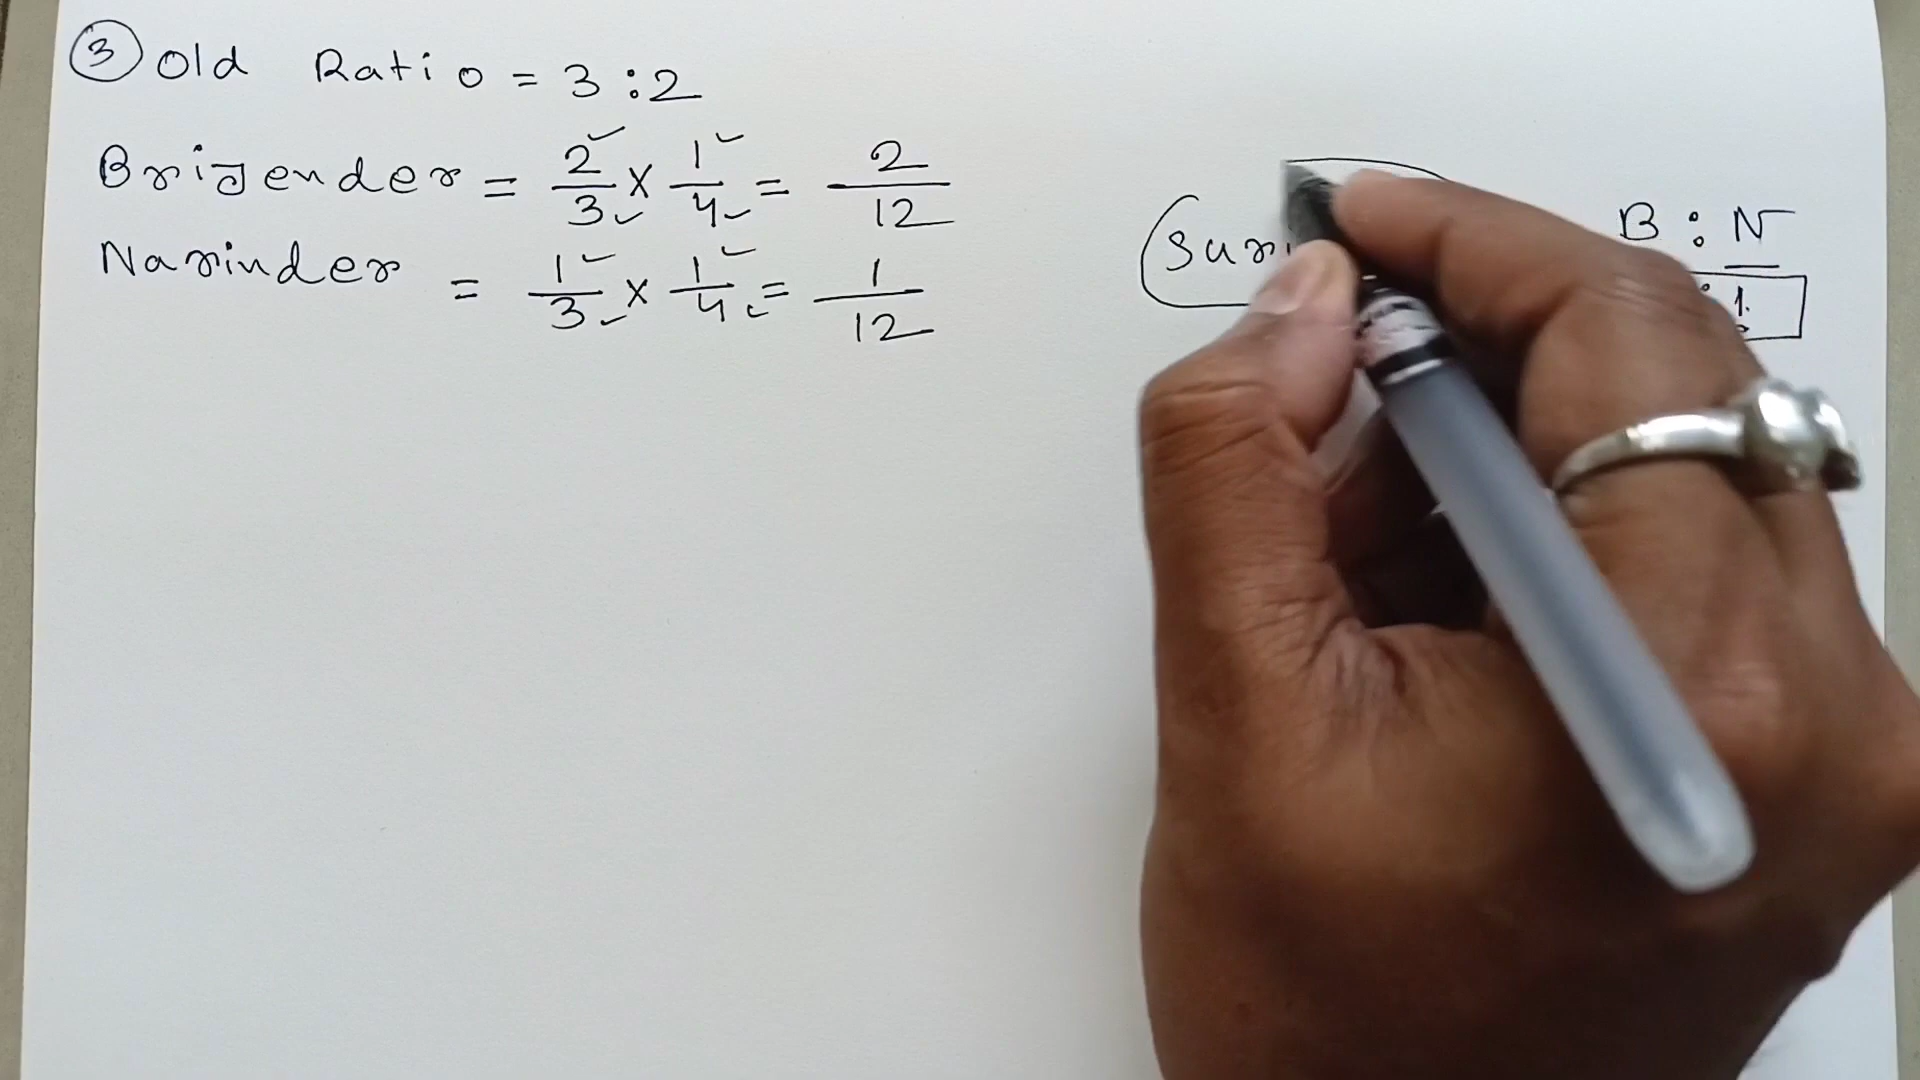 ③ Old Ratio = 3 : 2
Brijender = 2/3 × 1/4 = 2/12
Narinder = 1/3 × 1/4 = 1/12
B : N